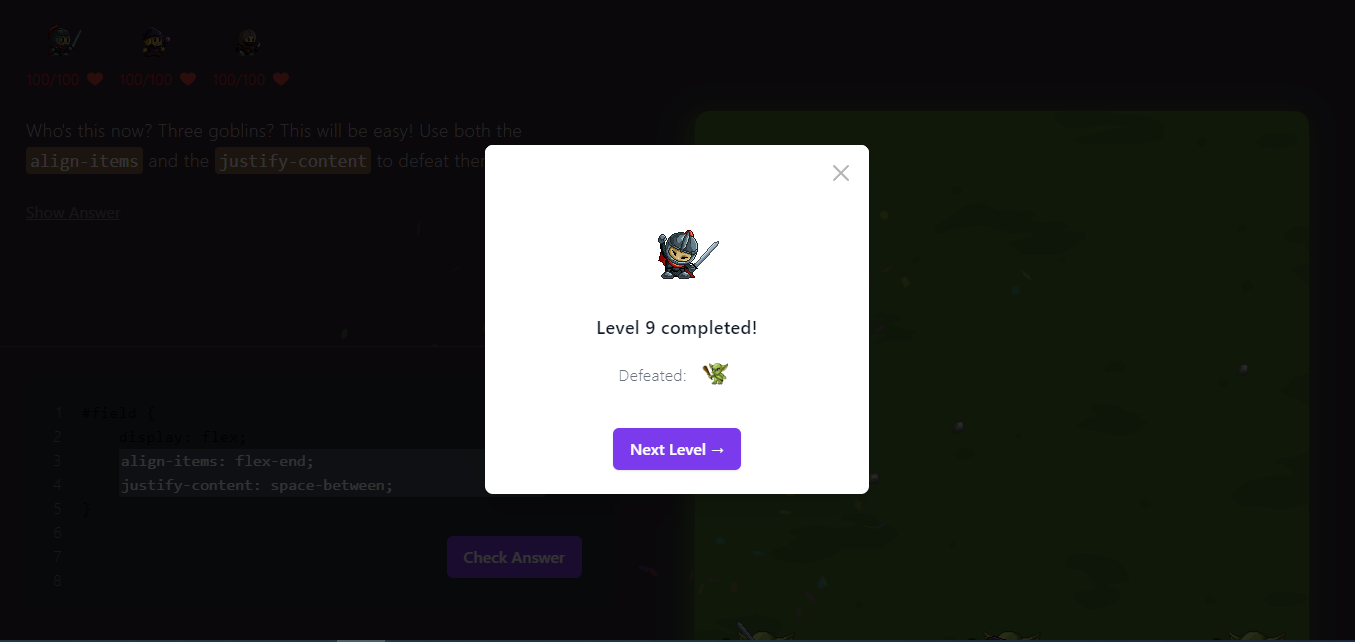 100/100 100/100 100/100
Who's this now? Three goblins? This will be easy! Use both the
align-items and the justify-content to defeat
Show Answer
Level 9 completed!
Defeated:
Next Level →
1 #field {
2 display: flex;
3 align-items: flex-end;
4 justify-content: space-between;
5 }
6
7
8
Check Answer